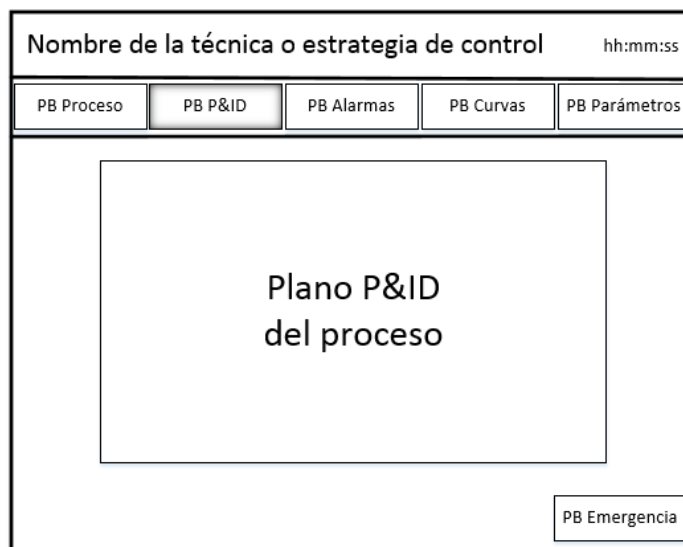 Nombre de la técnica o estrategia de control hh:mm:ss
PB Proceso PB P&ID PB Alarmas PB Curvas PB Parámetros
Plano P&ID
del proceso
PB Emergencia